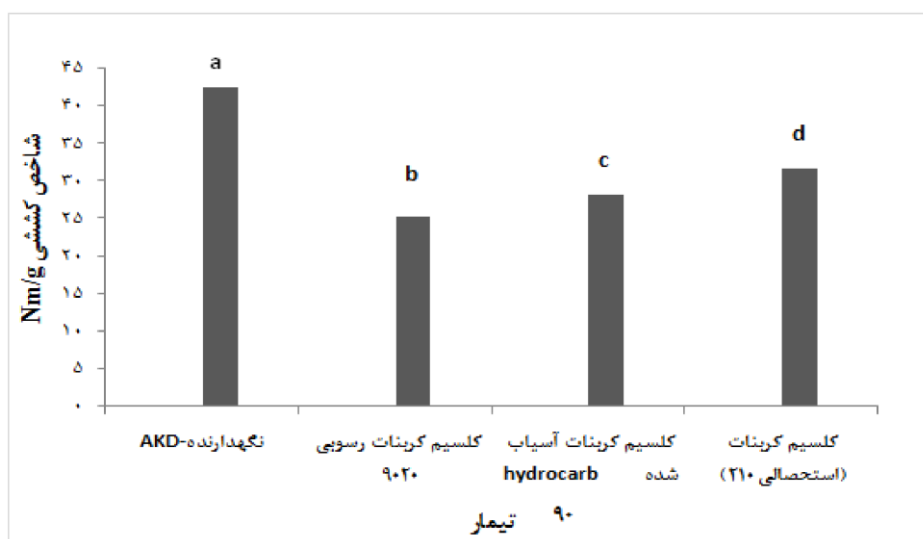 a
b
c
d
۴۵
۴۰
۳۵
۳۰
۲۵
۲۰
۱۵
۱۰
۵
۰
شاخص کششی Nm/g
نگهدارنده-AKD
کلسیم کربنات رسوبی
۹۰۲۰
کلسیم کربنات آسیاب
شده hydrocarb
۹۰
کلسیم کربنات
(استحصالی ۲۱۰)
تیمار